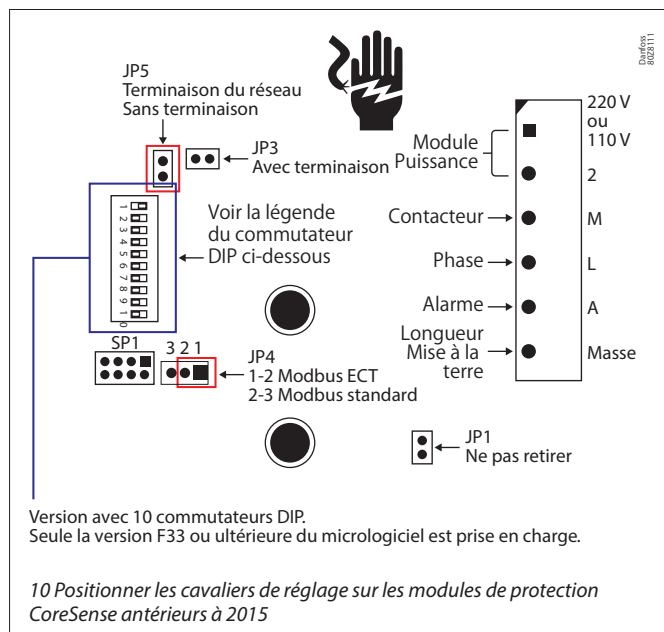 Danfoss
80Z8111
JP5
Terminaison du réseau
Sans terminaison
JP3
Avec terminaison
220 V
ou
110 V
Module
Puissance
2
Contacteur
M
Phase
L
Alarme
A
Longueur
Mise à la
terre
Masse
1
2
3
4
5
6
7
8
9
1
0
Voir la légende
du commutateur
DIP ci-dessous
SP1
3 2 1
JP4
1-2 Modbus ECT
2-3 Modbus standard
JP1
Ne pas retirer
Version avec 10 commutateurs DIP.
Seule la version F33 ou ultérieure du micrologiciel est prise en charge.
10 Positionner les cavaliers de réglage sur les modules de protection
CoreSense antérieurs à 2015